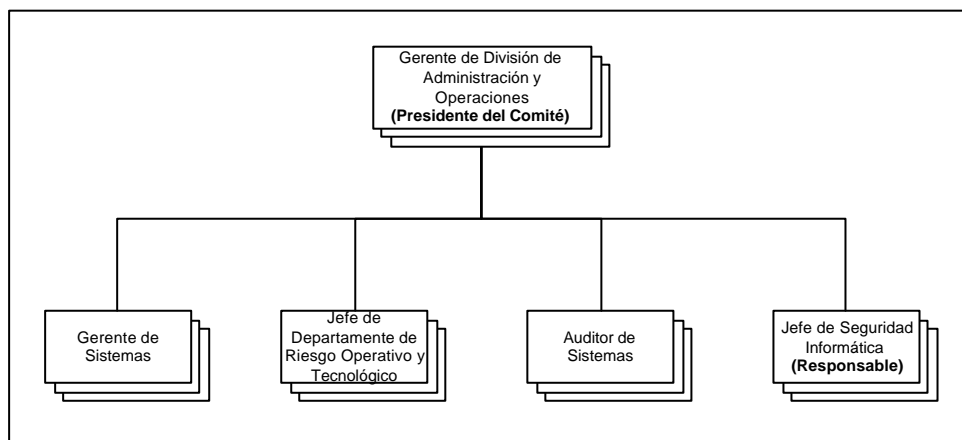 Gerente de División de
Administración y
Operaciones
(Presidente del Comité)
Gerente de
Sistemas
Jefe de
Departamente de
Riesgo Operativo y
Tecnológico
Auditor de
Sistemas
Jefe de Seguridad
Informática
(Responsable)